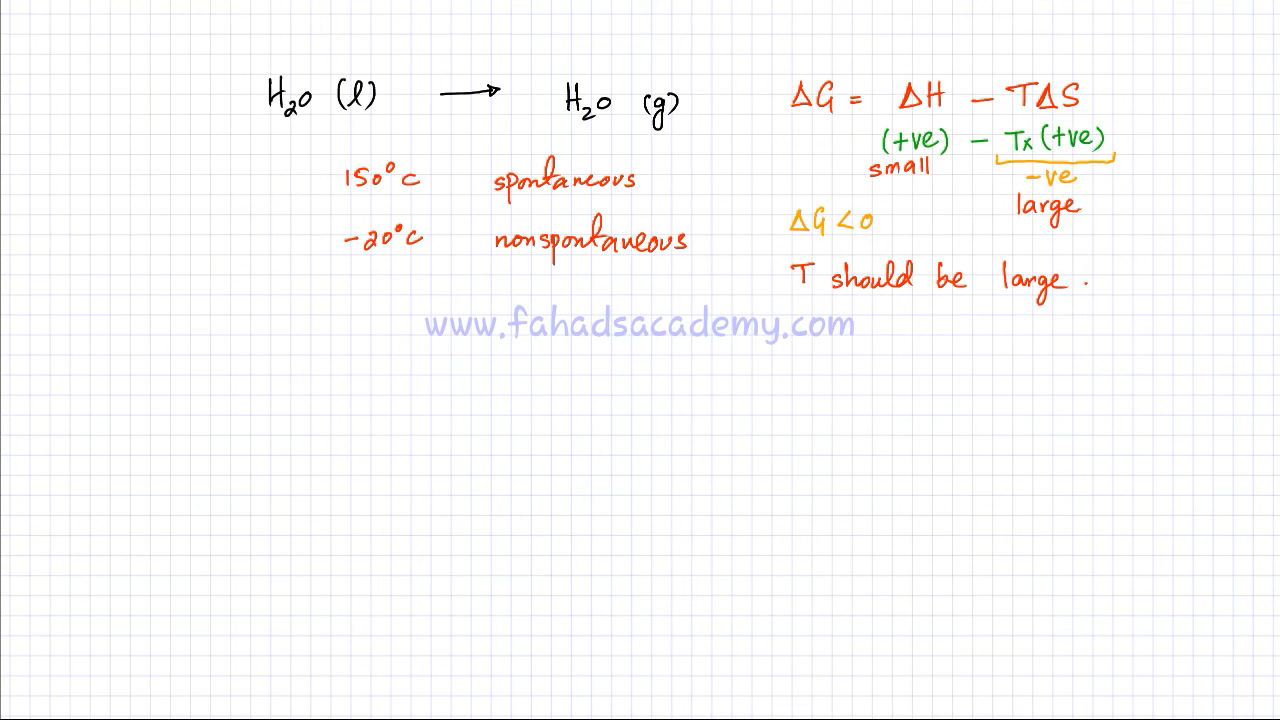 H₂O (l) → H₂O (g)
150°C spontaneous
-20°C nonspontaneous
ΔG = ΔH - TΔS
(+ve) - Tx (+ve)
small -ve
large
ΔG < 0
T should be large.
www.fahadsacademy.com